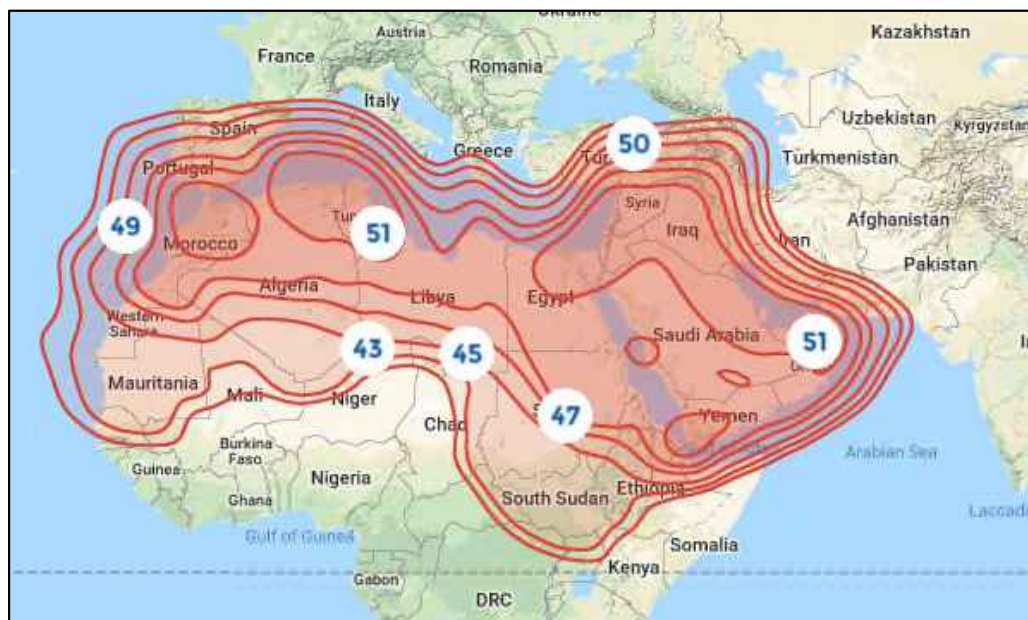 Ukraine
Kazakhstan
Austria
France
Romania
Italy
Uzbekistan
Kyrgyzstan
Spain
Greece
50
Turkmenistan
Portugal
Syria
Afghanistan
49
51
Iraq
Iran
Morocco
Pakistan
Algeria
Libya
Egypt
Western
Sahara
Saudi Arabia
43
45
51
Mauritania
Mali
Niger
47
Yemen
Chad
Burkina
Faso
Arabian Sea
Guinea
Nigeria
Ethiopia
Ghana
South Sudan
Gulf of Guinea
Somalia
Kenya
Gabon
DRC